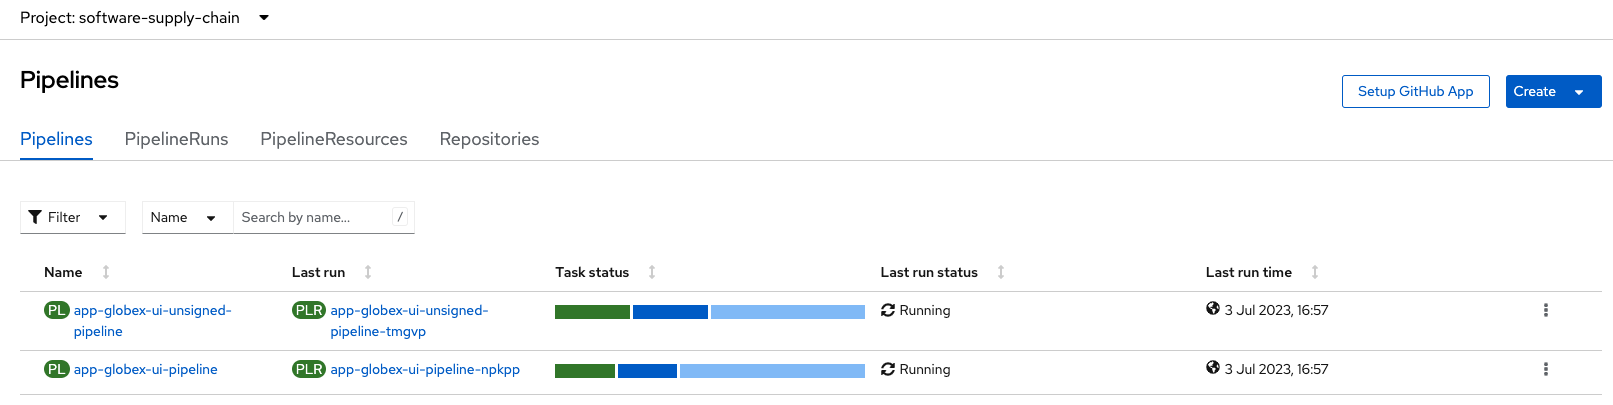 Project: software-supply-chain
Pipelines
Setup GitHub App
Create
Pipelines PipelineRuns PipelineResources Repositories
Filter Name Search by name... /
Name Last run Task status Last run status Last run time
PL app-globex-ui-unsigned-
pipeline
PLR app-globex-ui-unsigned-
pipeline-tmgvp
Running
3 Jul 2023, 16:57
PL app-globex-ui-pipeline PLR app-globex-ui-pipeline-npkpp Running 3 Jul 2023, 16:57